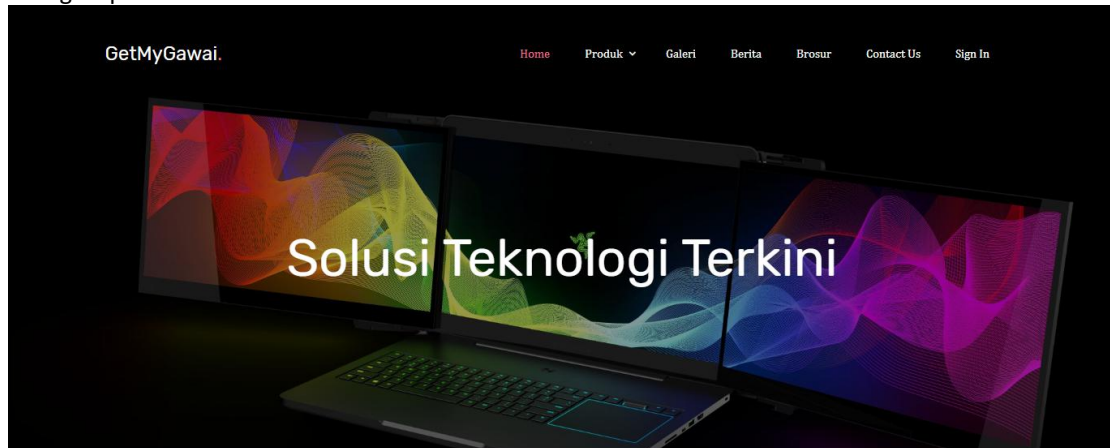 GetMyGawai.
Home Produk Galeri Berita Brosur Contact Us Sign In
Solusi Teknologi Terkini